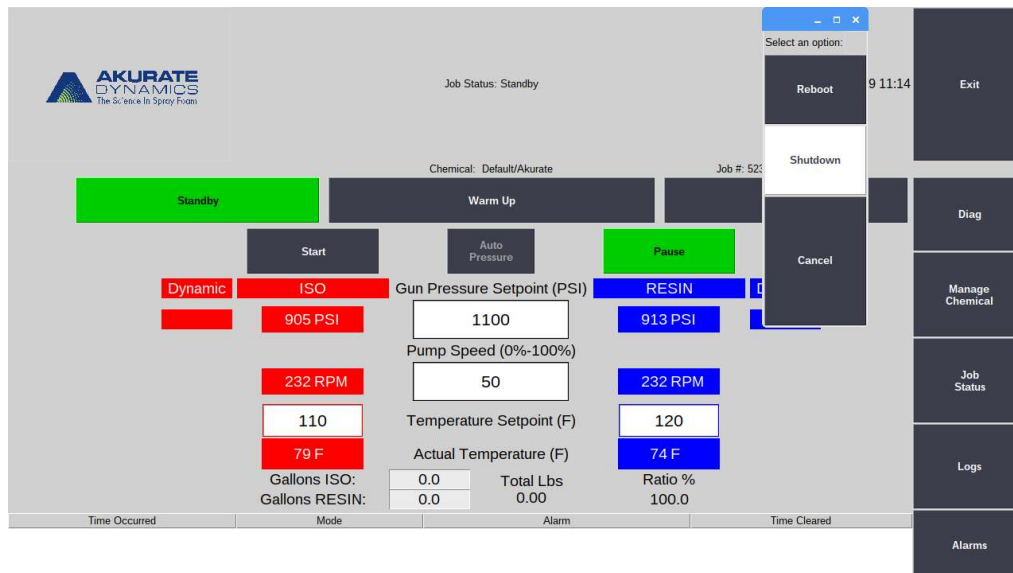 Select an option:
AKURATE
DYNAMICS
The Science In Spray Foam
Job Status: Standby
Reboot
9 11:14
Exit
Shutdown
Chemical: Default/Akurate
Job #: 523
Standby
Warm Up
Diag
Start
Auto
Pressure
Pause
Cancel
Dynamic
ISO
Gun Pressure Setpoint (PSI)
RESIN
Manage
Chemical
905 PSI
1100
913 PSI
Pump Speed (0%-100%)
232 RPM
50
232 RPM
Job
Status
110
Temperature Setpoint (F)
120
79 F
Actual Temperature (F)
74 F
Logs
Gallons ISO:
0.0
Total Lbs
Ratio %
Gallons RESIN:
0.0
0.00
100.0
Time Occurred
Mode
Alarm
Time Cleared
Alarms